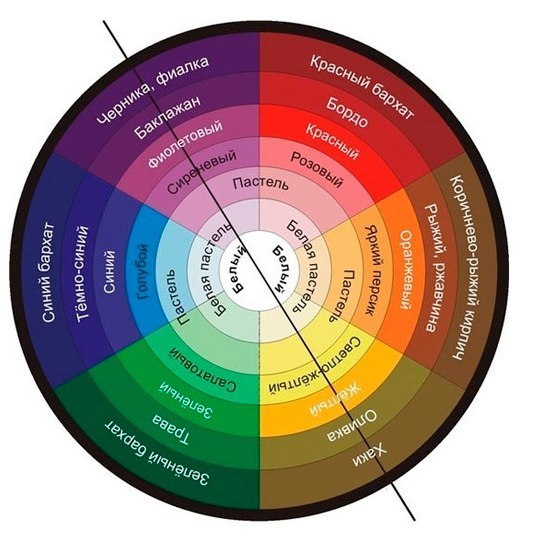 Черника, фиалка
Баклажан
Фиолетовый
Сиреневый
Пастель
Красный бархат
Бордо
Красный
Розовый
Коричнево-рыжий кирпич
Рыжий, ржавчина
Оранжевый
Яркий персик
Пастель
Белая пастель
Белый
Синий бархат
Тёмно-синий
Синий
Голубой
Пастель
Белая пастель
Белый
Салатовый
Зелёный
Трава
Зелёный бархат
Светло-жёлтый
Жёлтый
Оливка
Хаки